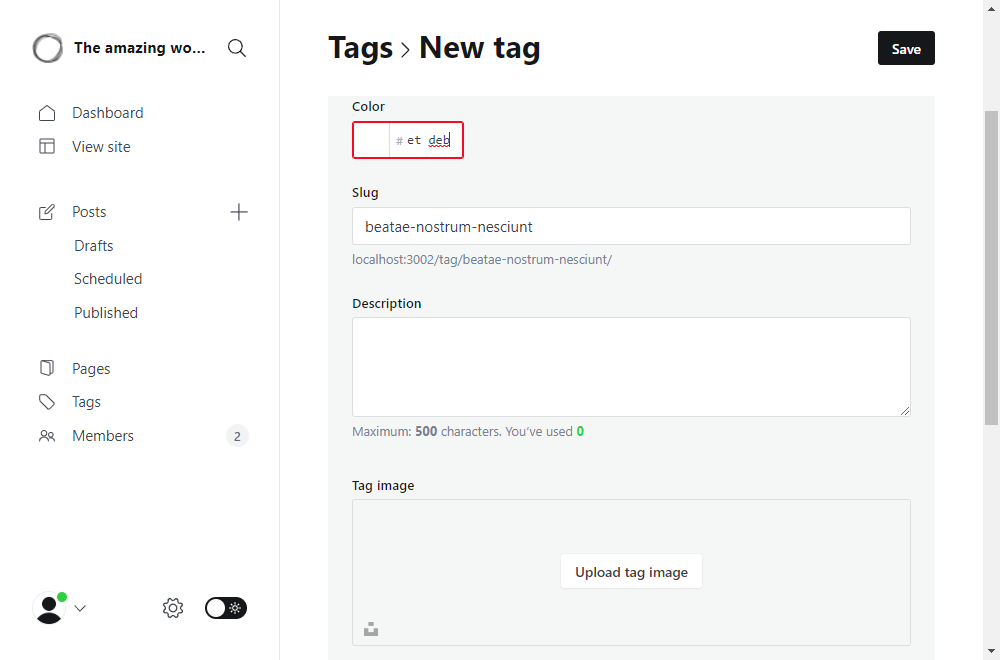 The amazing wo...
Dashboard
View site
Posts
Drafts
Scheduled
Published
Pages
Tags
Members
2
Tags > New tag
Save
Color
# et deb
Slug
beatae-nostrum-nesciunt
localhost:3002/tag/beatae-nostrum-nesciunt/
Description
Maximum: 500 characters. You've used 0
Tag image
Upload tag image